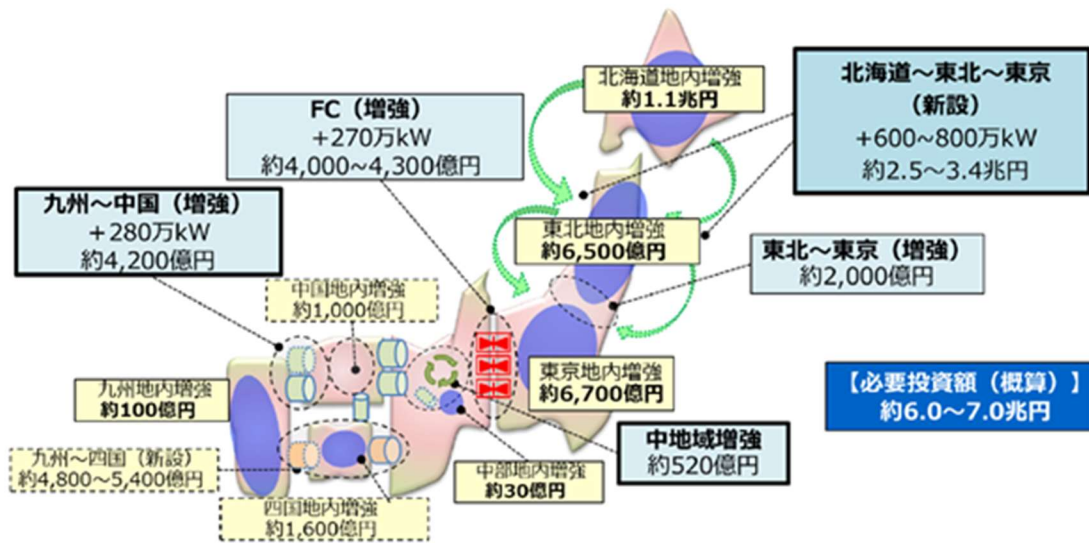 北海道地内増強
約1.1兆円
北海道～東北～東京
（新設）
+600～800万kW
約2.5～3.4兆円
FC（増強）
+270万kW
約4,000～4,300億円
九州～中国（増強）
+280万kW
約4,200億円
東北地内増強
約6,500億円
東北～東京（増強）
約2,000億円
中国地内増強
約1,000億円
九州地内増強
約100億円
東京地内増強
約6,700億円
【必要投資額（概算）】
約6.0～7.0兆円
中地域増強
約520億円
九州～四国（新設）
約4,800～5,400億円
中部地内増強
約30億円
四国地内増強
約1,600億円